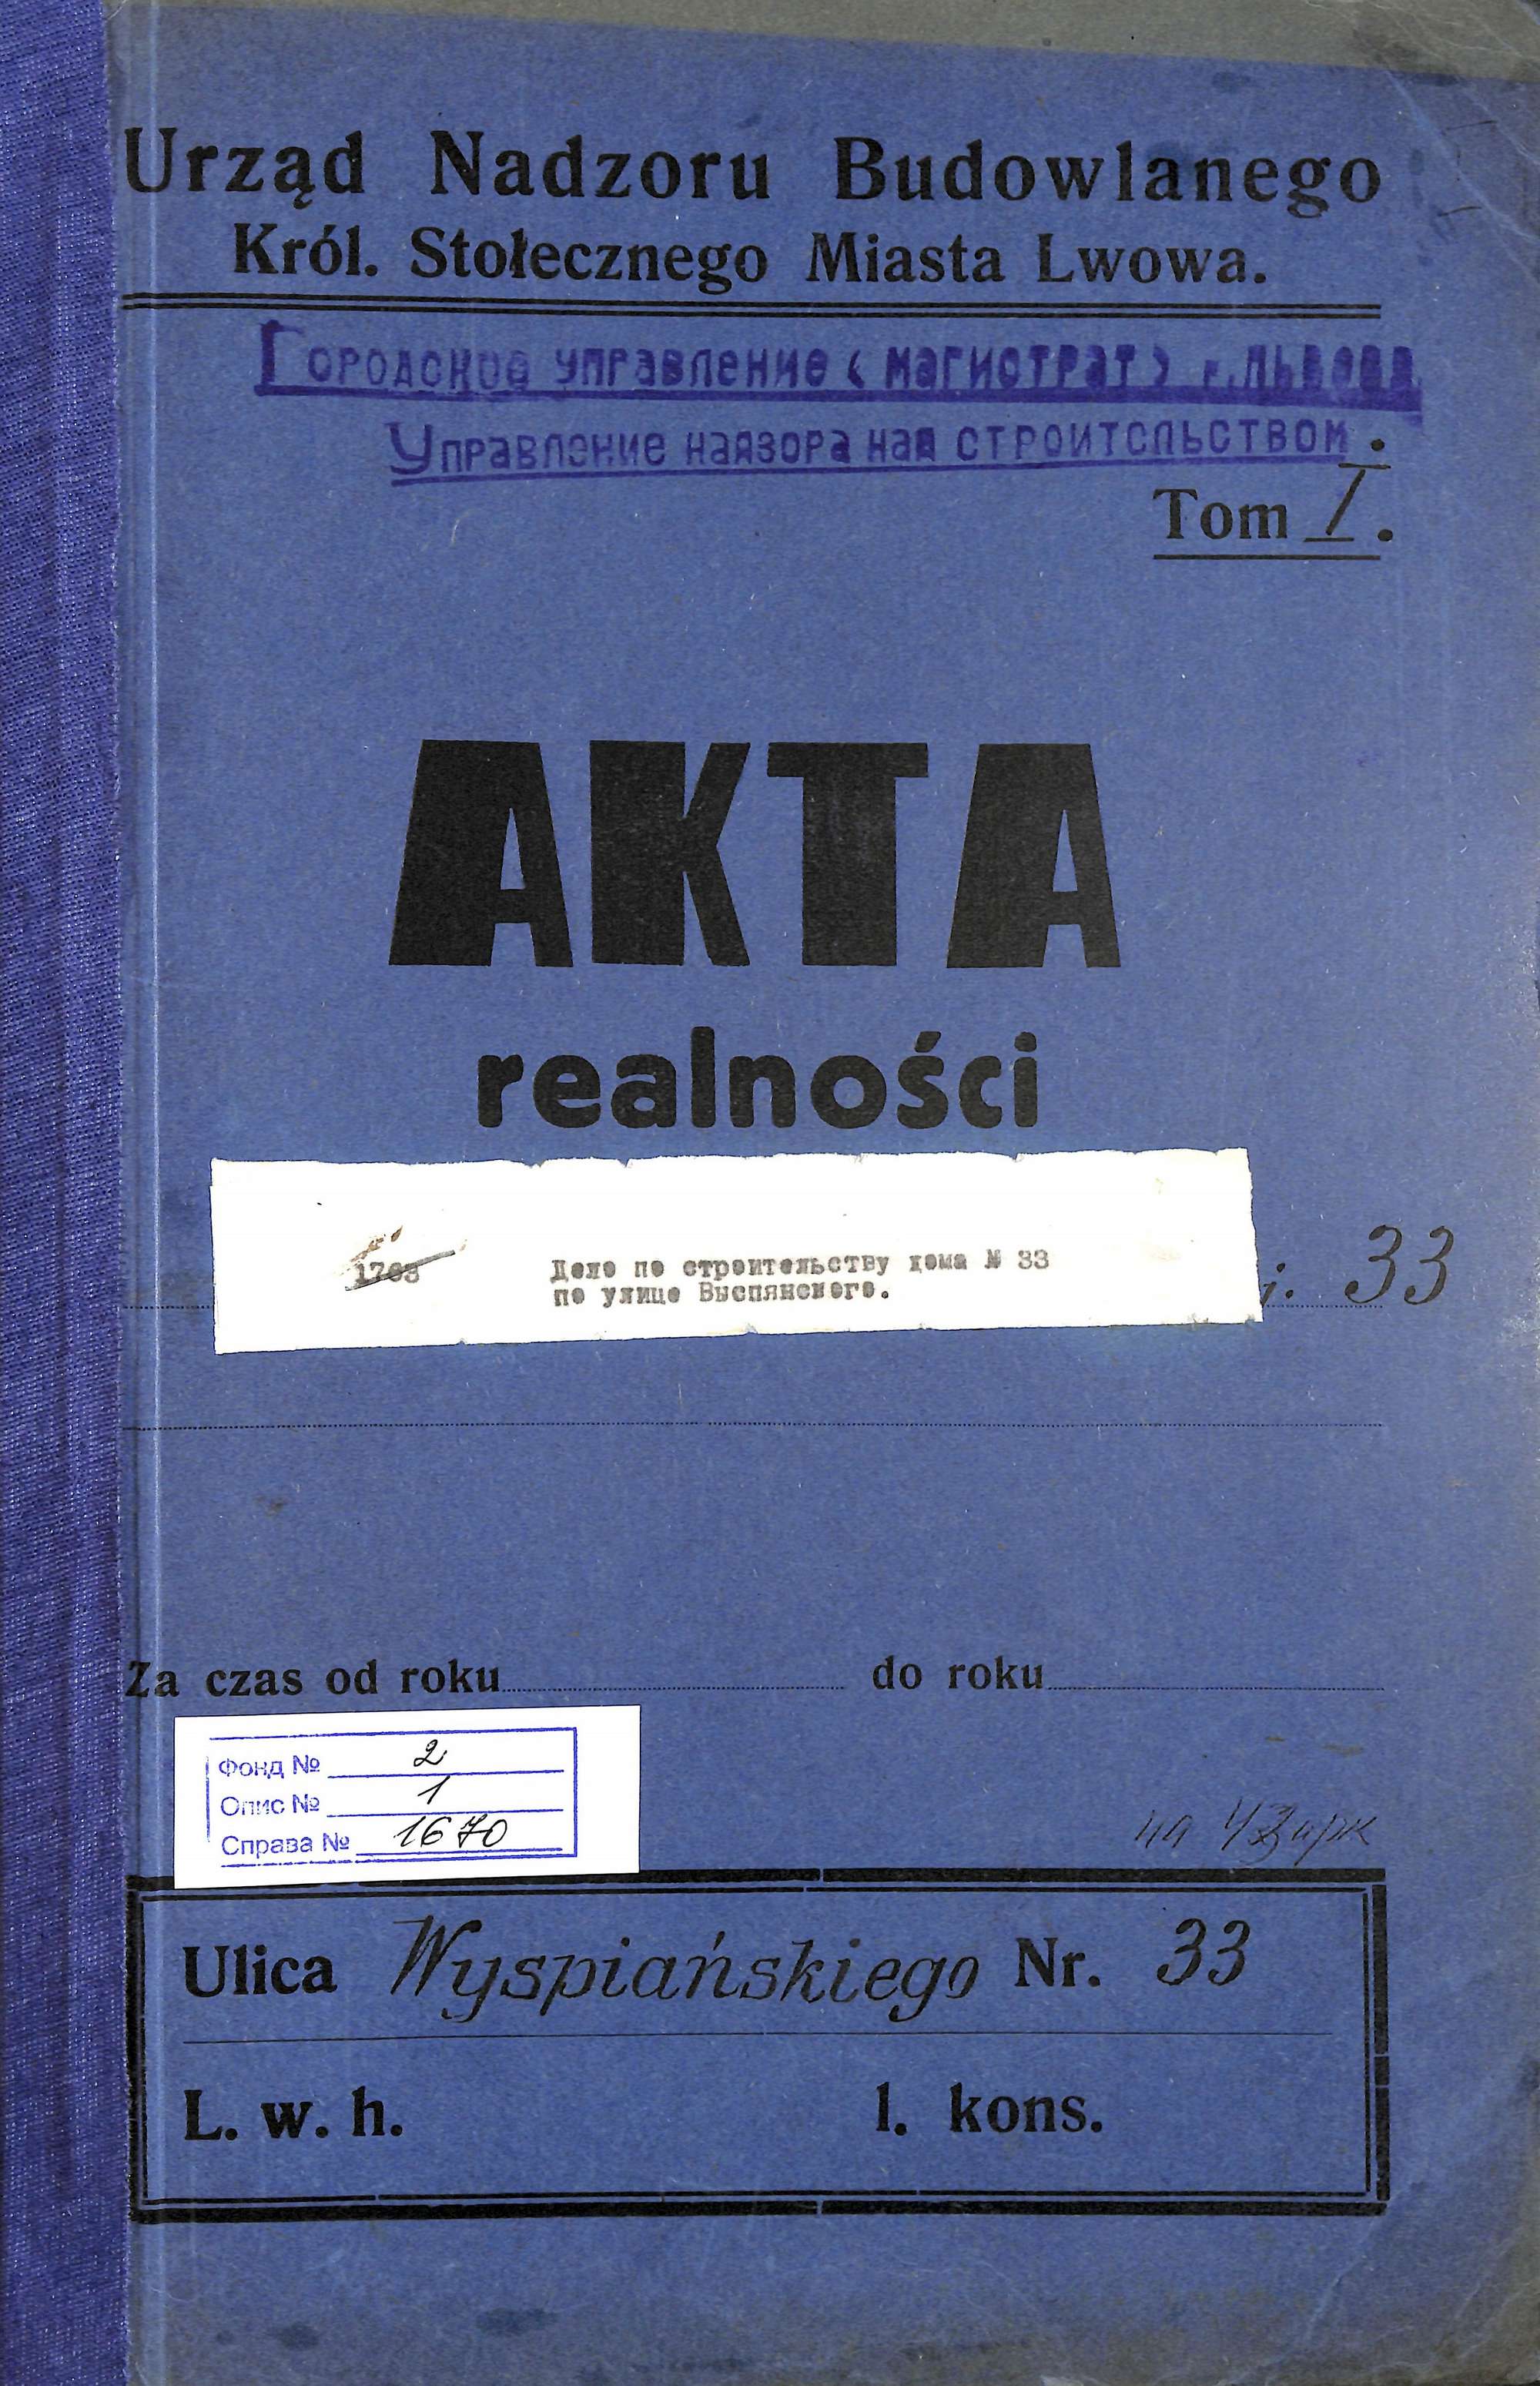 Urząd Nadzoru Budowlanego
Król. Stołecznego Miasta Lwowa.
Городское управление (магистрат) г. Львова
Управление надзора над строительством.
Tom I.
AKTA
realności
1763 Дело по строительству дома № 33
по улице Выспянского.
i. 33
Za czas od roku do roku
Фонд № 2
Опис № 1
Справа № 1670
на
Ulica Wyspiańskiego Nr. 33
L. w. h. l. kons.